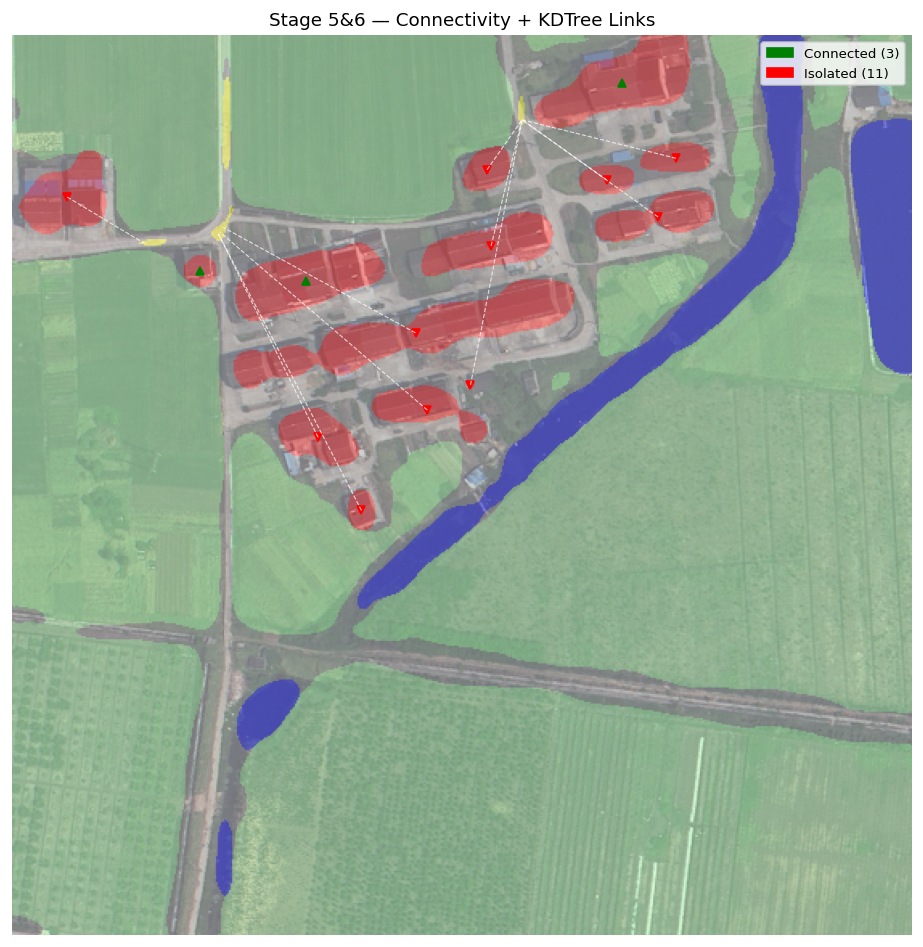 Stage 5&6 — Connectivity + KDTree Links
Connected (3)
Isolated (11)